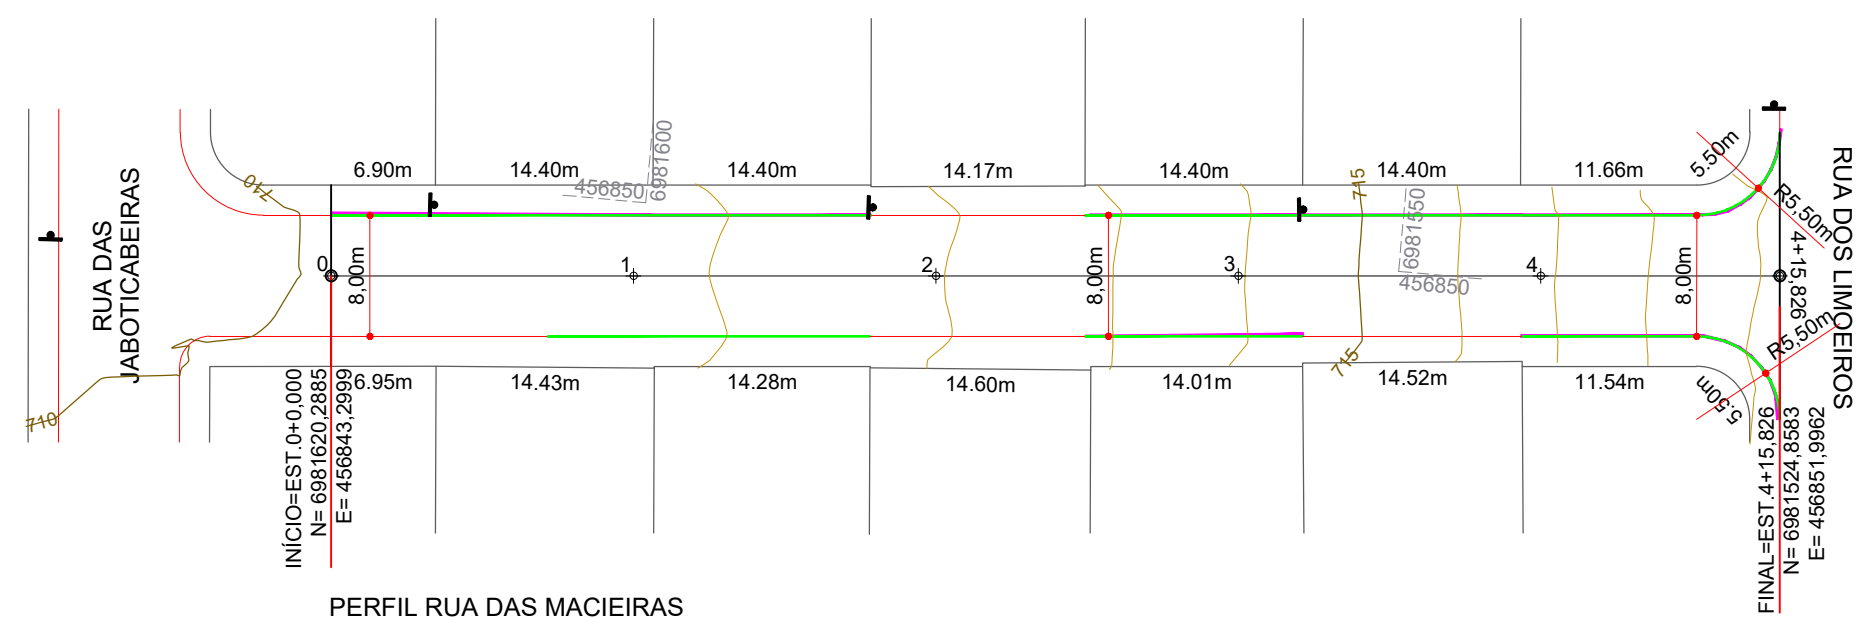 6.90m
14.40m
14.40m
14.17m
14.40m
14.40m
11.66m
5.50m
R5,50m
710
456850
6981600
715
6981550
456850
RUA DAS
JABOTICABEIRAS
0
1
2
3
4
4+15,826
8,00m
8,00m
8,00m
RUA DOS LIMOEIROS
R5,50m
715
710
6.95m
14.43m
14.28m
14.60m
14.01m
14.52m
11.54m
5.50m
INÍCIO=EST.0+0,000
N= 6981620,2885
E= 456843,2999
FINAL=EST.4+15,826
N= 6981524,8583
E= 456851,9962
PERFIL RUA DAS MACIEIRAS